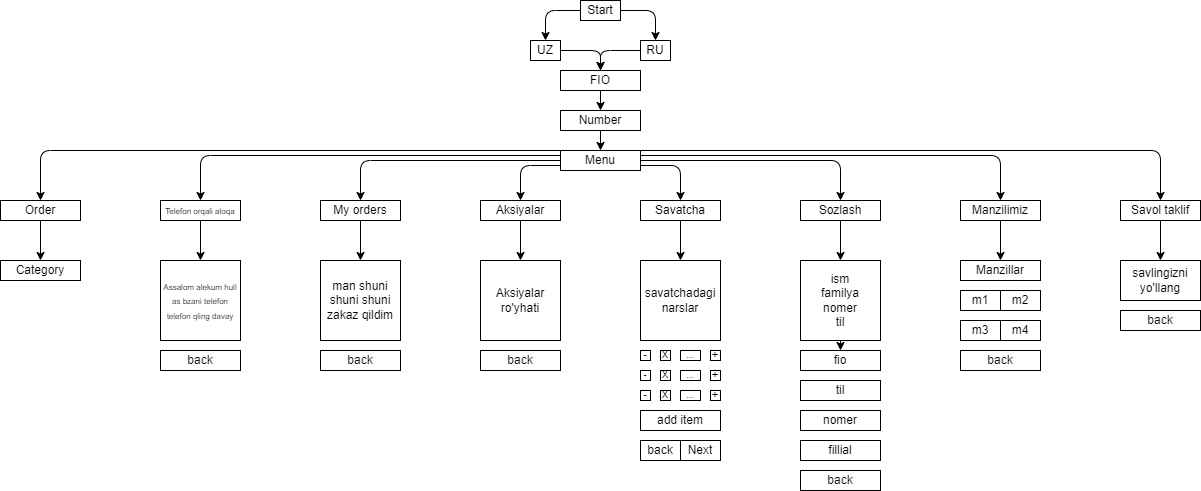 Start
UZ
RU
FIO
Number
Menu
Order
Telefon orqali aloqa
My orders
Aksiyalar
Savatcha
Sozlash
Manzilimiz
Savol taklif
Category
Assalom alekum hull
as bzani telefon
telefon qling davay
back
man shuni
shuni shuni
zakaz qildim
back
Aksiyalar
ro'yhati
back
savatchadagi
narslar
- X ... +
- X ... +
- X ... +
add item
back Next
ism
familya
nomer
til
fio
til
nomer
fillial
back
Manzillar
m1 m2
m3 m4
back
savlingizni
yo'llang
back